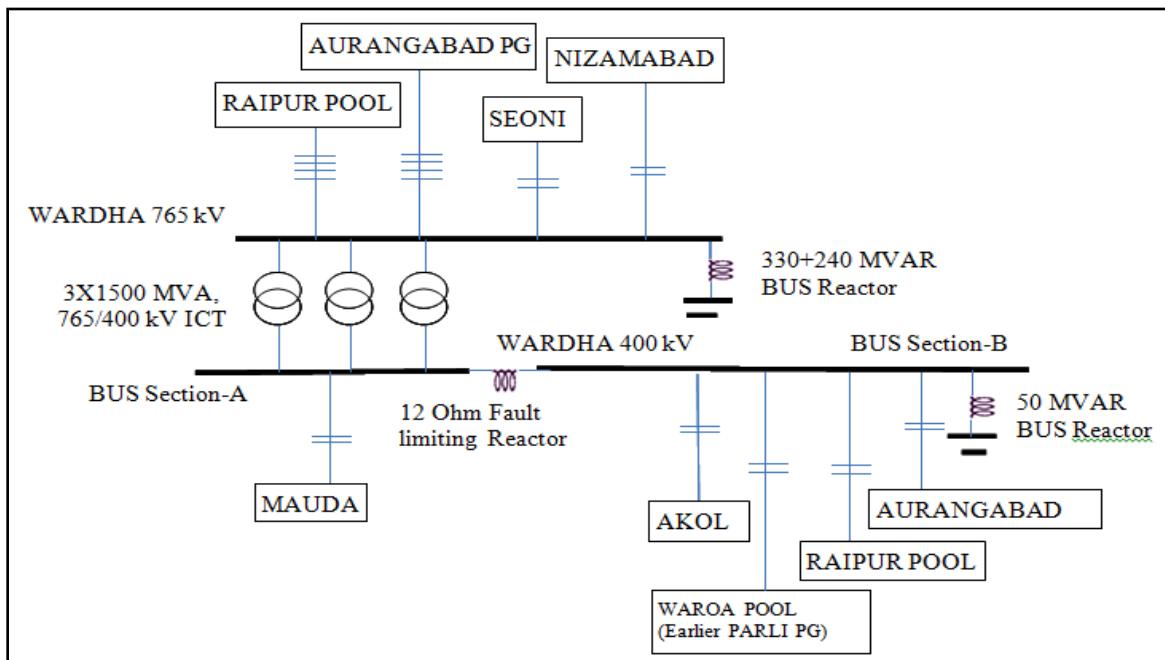 AURANGABAD PG
NIZAMABAD
RAIPUR POOL
SEONI
WARDHA 765 kV
330+240 MVAR
BUS Reactor
3X1500 MVA,
765/400 kV ICT
WARDHA 400 kV
BUS Section-B
BUS Section-A
12 Ohm Fault
limiting Reactor
50 MVAR
BUS Reactor
MAUDA
AKOL
AURANGABAD
RAIPUR POOL
WAROA POOL
(Earlier PARLI PG)